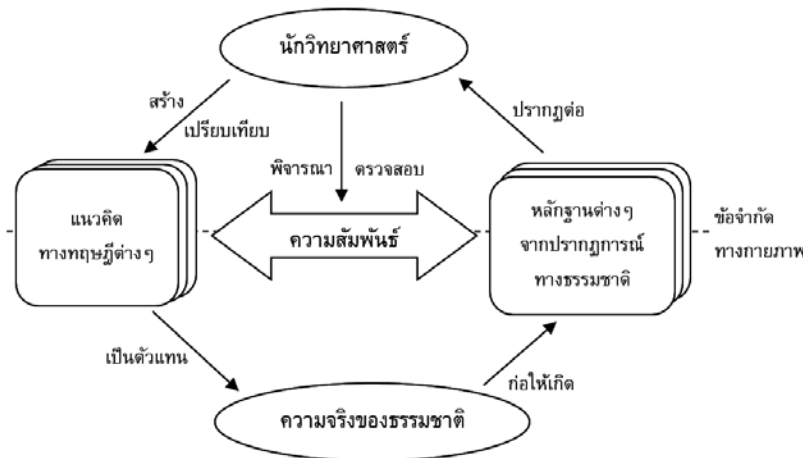 นักวิทยาศาสตร์
สร้าง
เปรียบเทียบ
ปรากฏต่อ
พิจารณา
ตรวจสอบ
แนวคิด
ทางทฤษฎีต่างๆ
ความสัมพันธ์
หลักฐานต่างๆ
จากปรากฏการณ์
ทางธรรมชาติ
ข้อจำกัด
ทางกายภาพ
เป็นตัวแทน
ก่อให้เกิด
ความจริงของธรรมชาติ